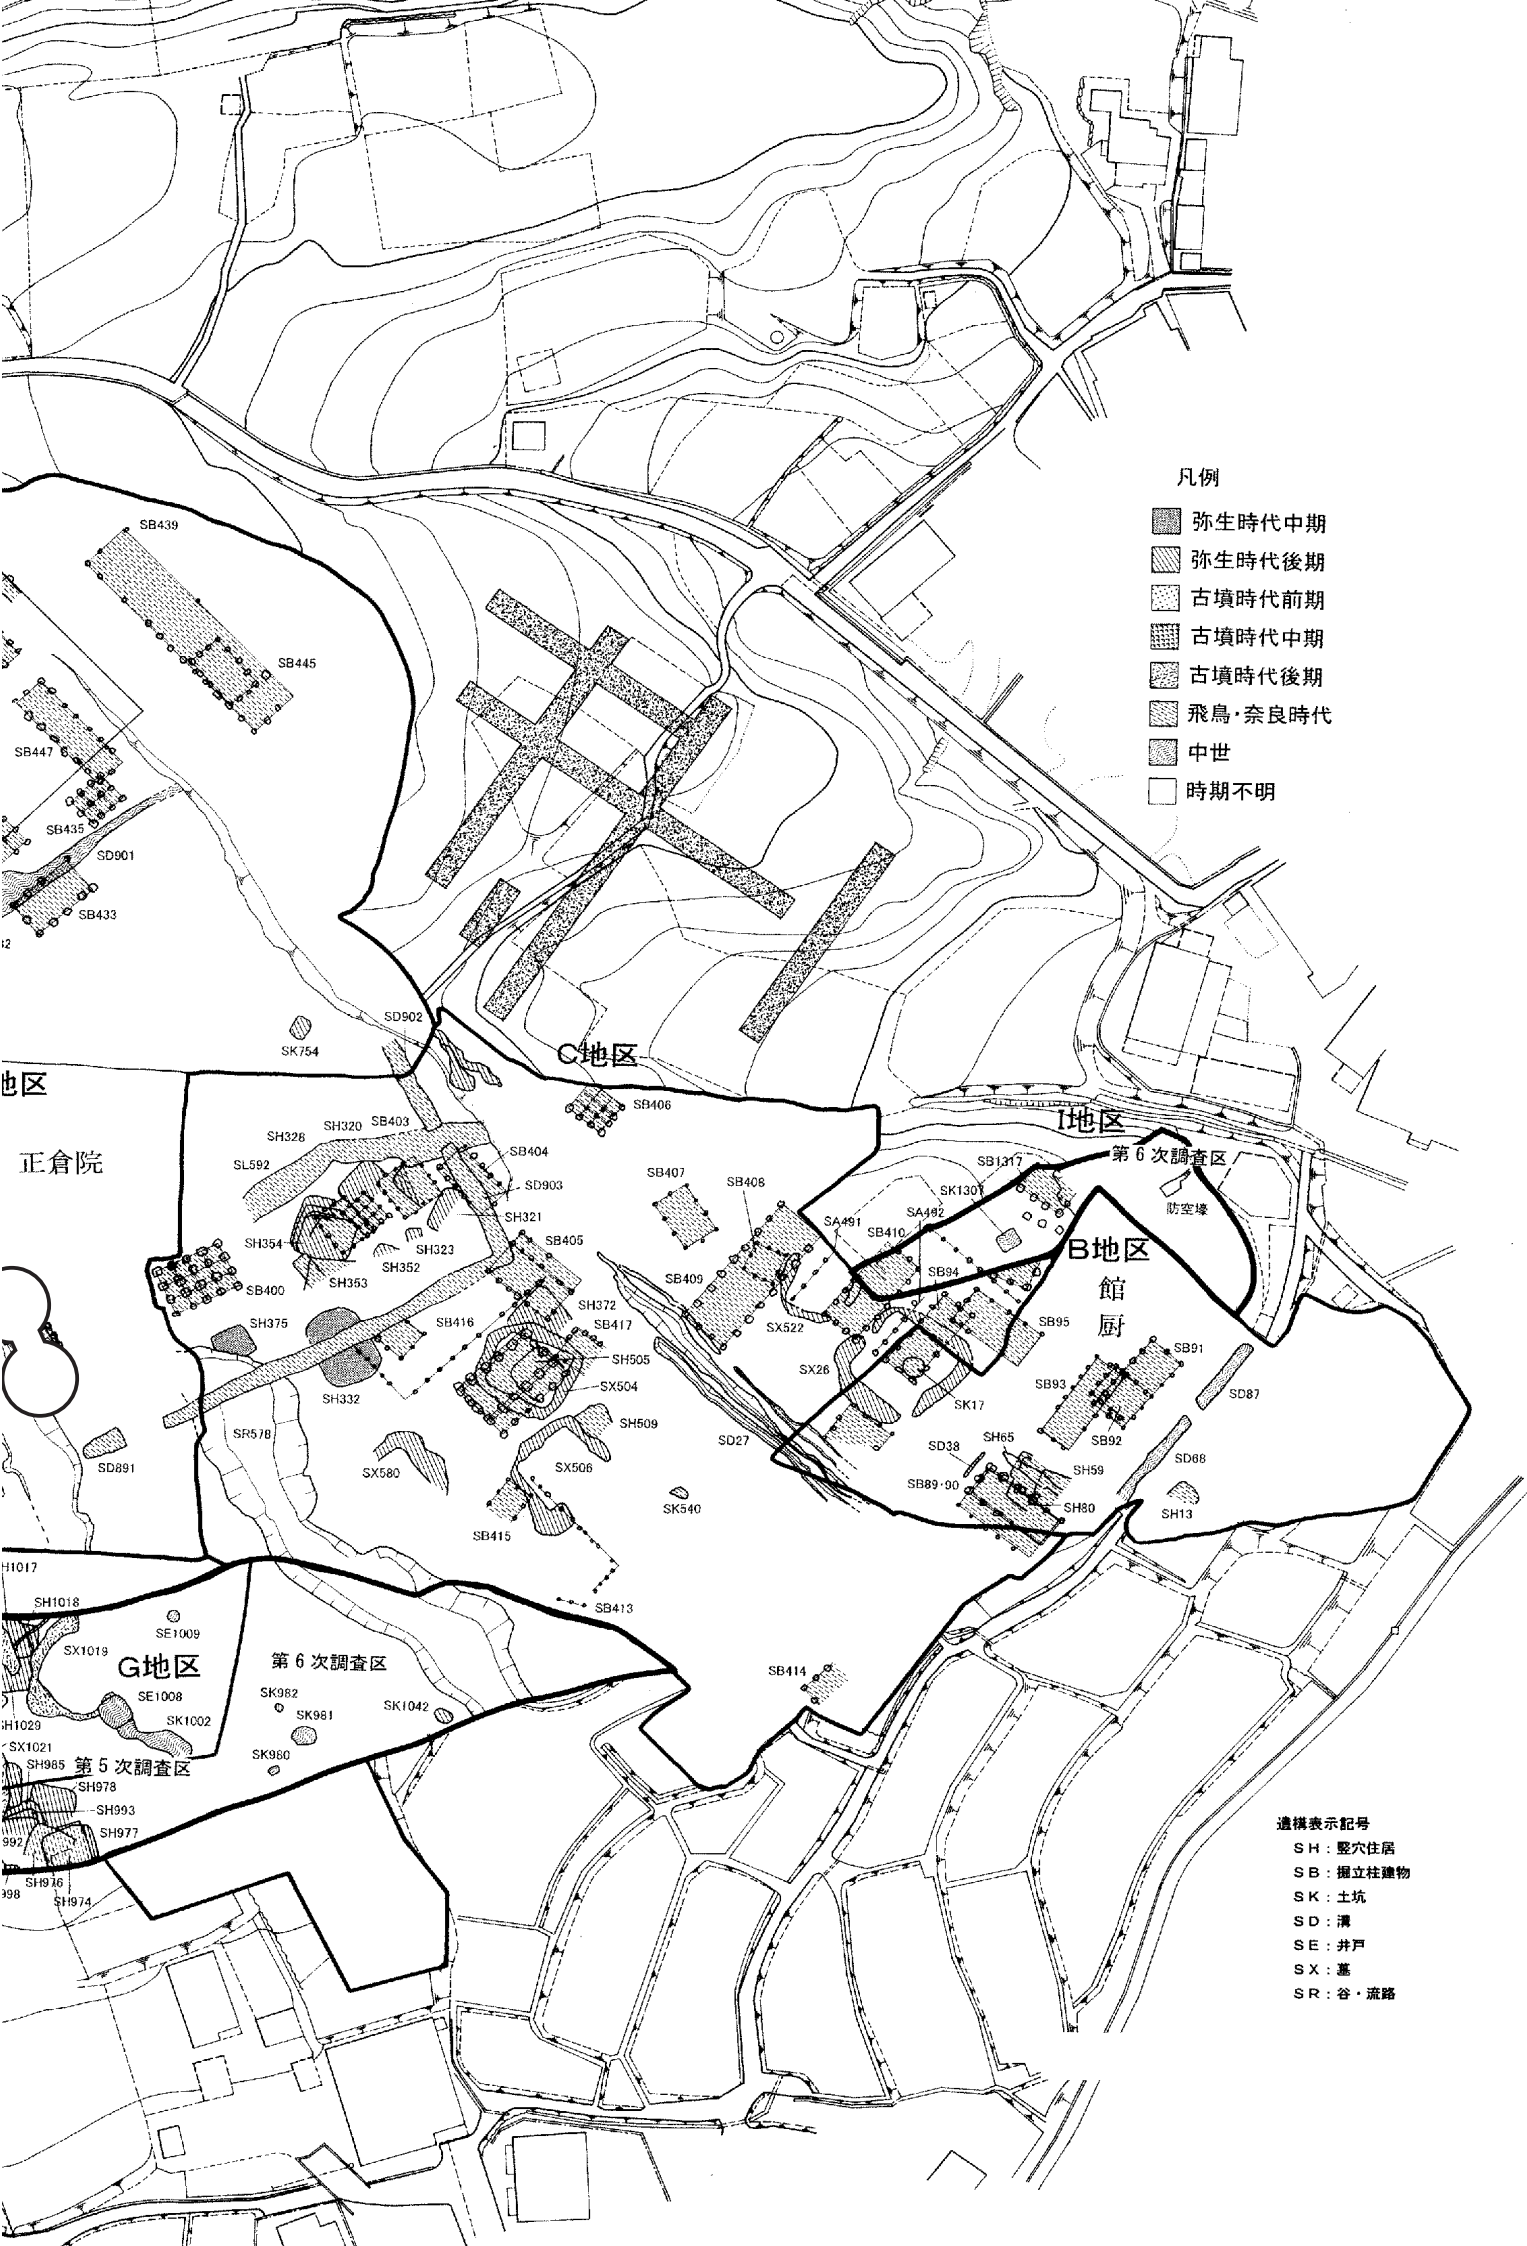 凡例
弥生時代中期
弥生時代後期
古墳時代前期
古墳時代中期
古墳時代後期
飛鳥・奈良時代
中世
時期不明
SB439
SB445
SB447
SB435
SD901
SB433
SK754
SD902
C地区
地区
正倉院
SB406
SB403
SH320
SH328
SL592
SB404
SD903
SH321
SB405
SH354
SH323
SH352
SH353
SB400
SH375
SB416
SH372
SB417
SH505
SX504
SH332
SH509
SR578
SX580
SX506
SD891
SB415
SK540
SB413
SB414
SB407
SB408
SB409
SX522
SD27
SX26
I地区
第6次調査区
SB1317
SK1307
SA492
SA491
SB410
SB94
防空壕
B地区
館
厨
SB95
SB91
SB93
SB92
SD87
SK17
SD38
SH65
SH59
SB89・90
SH80
SD68
SH13
H1017
SH1018
SX1019
SE1009
G地区
第6次調査区
SE1008
SK982
SK981
SK1042
SK1002
SK980
SH1029
SX1021
SH985
第5次調査区
SH978
SH993
992
SH977
SH976
998
SH974
遺構表示記号
SH：竪穴住居
SB：掘立柱建物
SK：土坑
SD：溝
SE：井戸
SX：墓
SR：谷・流路